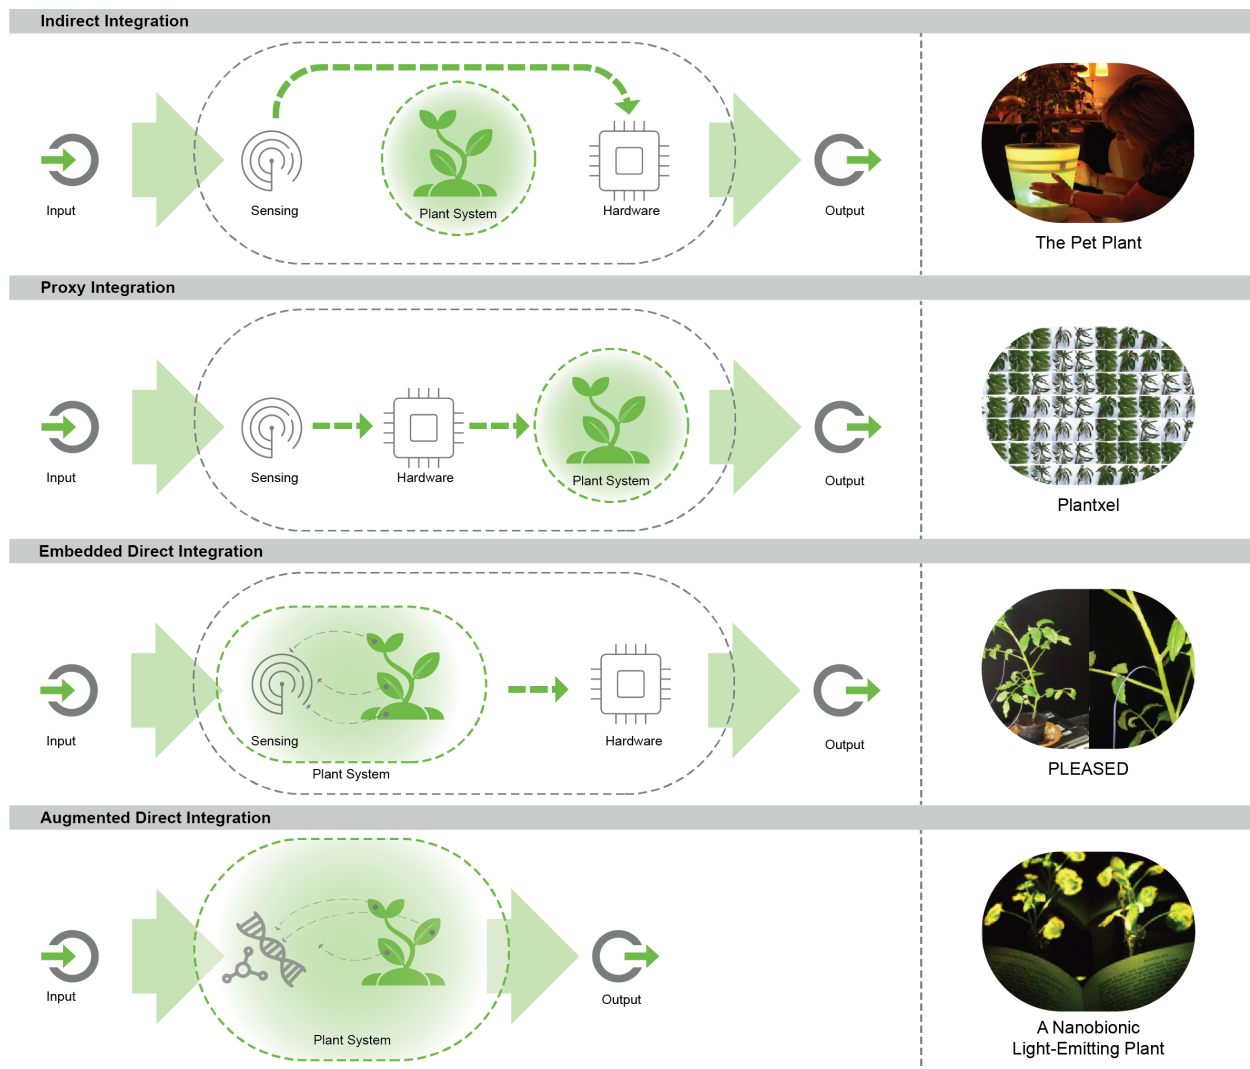 Indirect Integration
Input
Sensing
Plant System
Hardware
Output
The Pet Plant
Proxy Integration
Input
Sensing
Hardware
Plant System
Output
Plantxel
Embedded Direct Integration
Input
Sensing
Plant System
Hardware
Output
PLEASED
Augmented Direct Integration
Input
Plant System
Output
A Nanobionic
Light-Emitting Plant